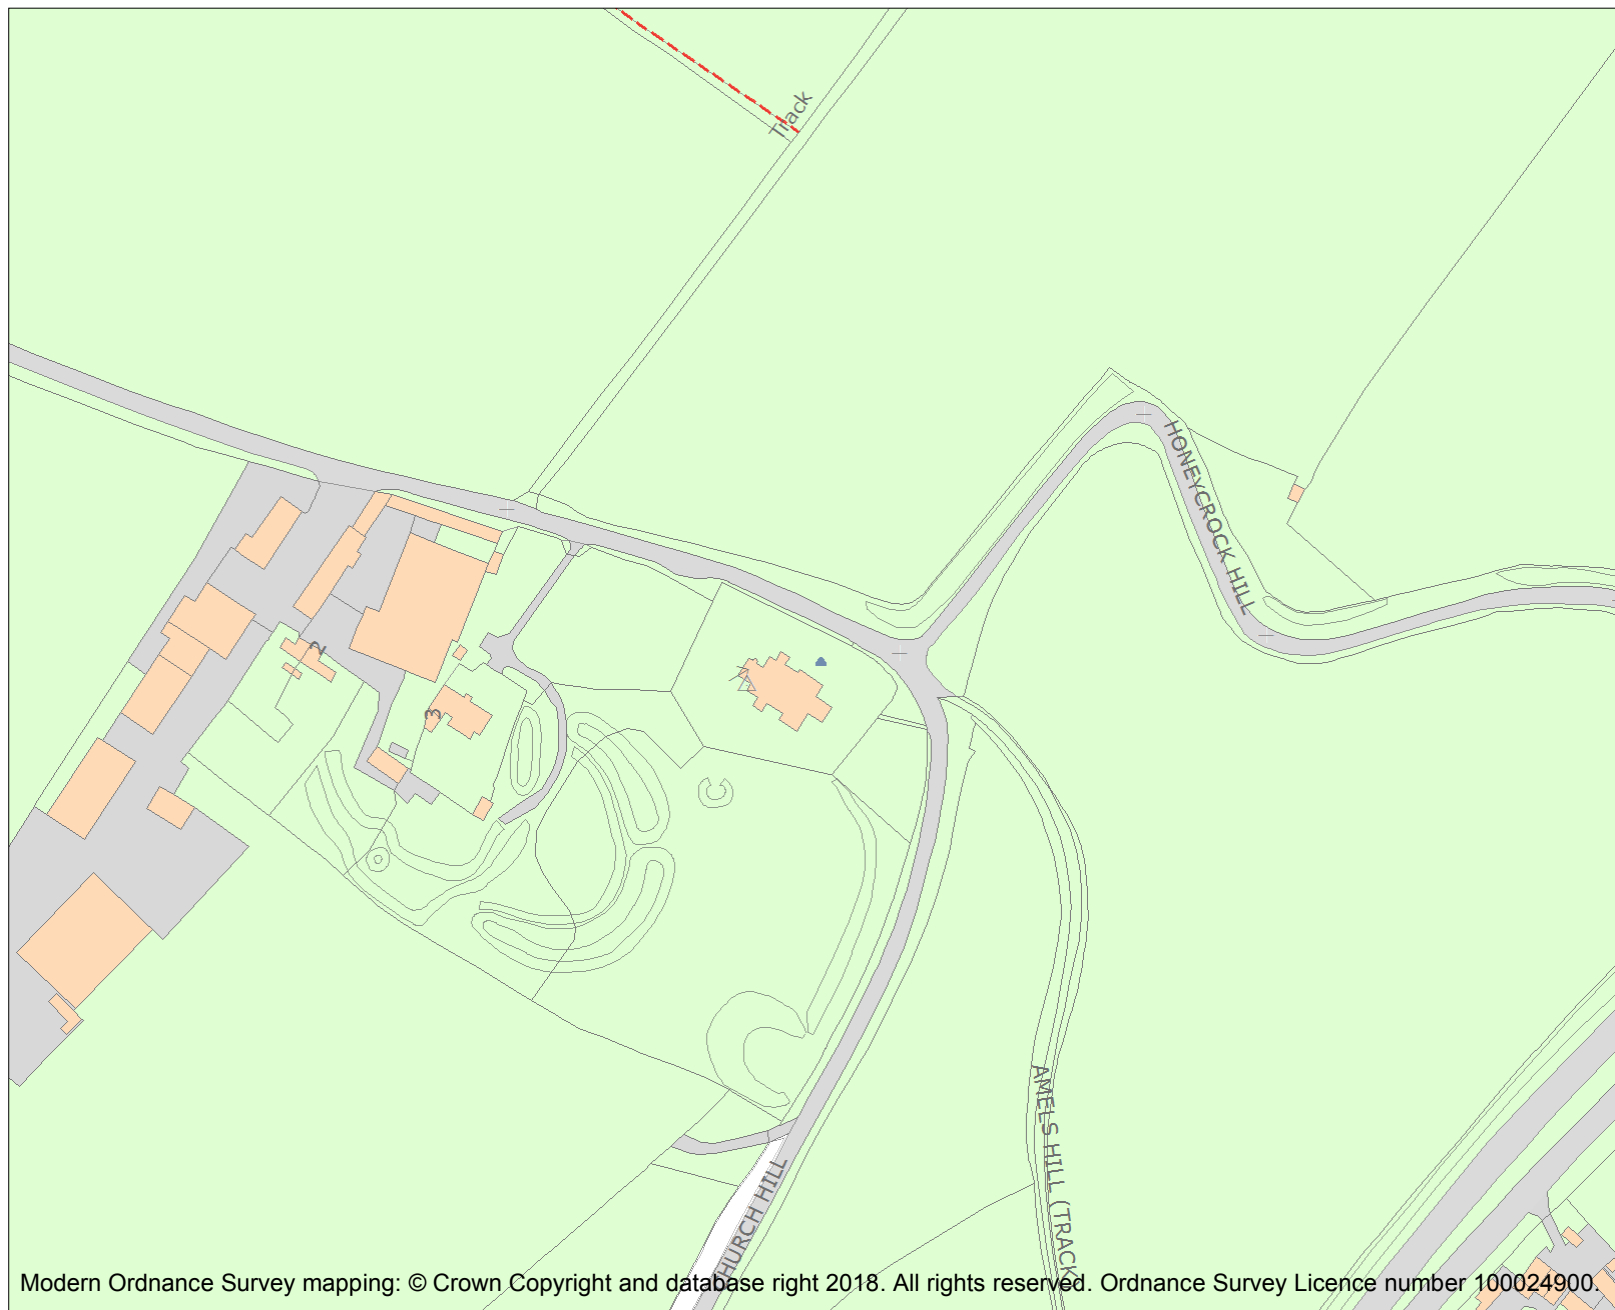 Track
HONEYCROCK HILL
2
3
AMELS HILL (TRACK)
HURCH HILL
Modern Ordnance Survey mapping: © Crown Copyright and database right 2018. All rights reserved. Ordnance Survey Licence number 100024900.